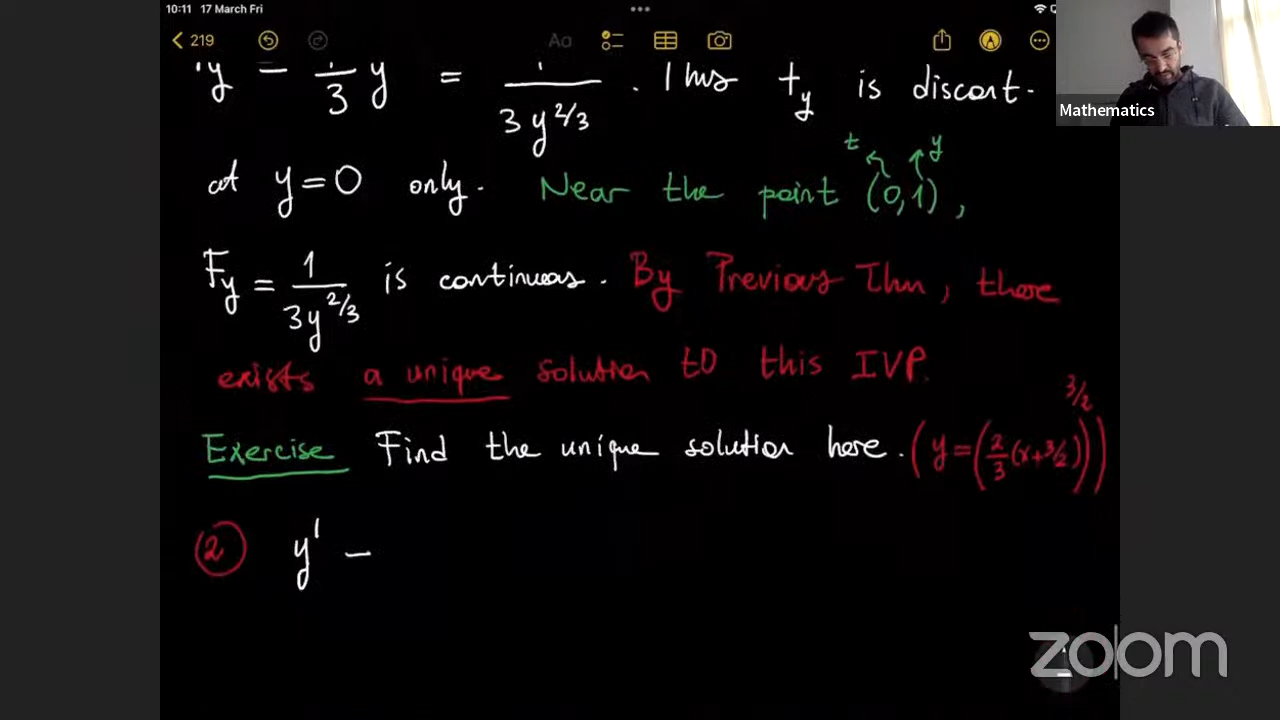 10:11 17 March Fri
219
Aa
Mathematics
y = 1/(3y^(2/3)). Thus f_y is discont.
at y=0 only. Near the point (0,1),
t y
F_y = 1/(3y^(2/3)) is continuous. By Previous Thm, there
exists a unique solution to this IVP.
Exercise Find the unique solution here. (y=(2/3(x+3/2))^(3/2))
2 y' -
zoom